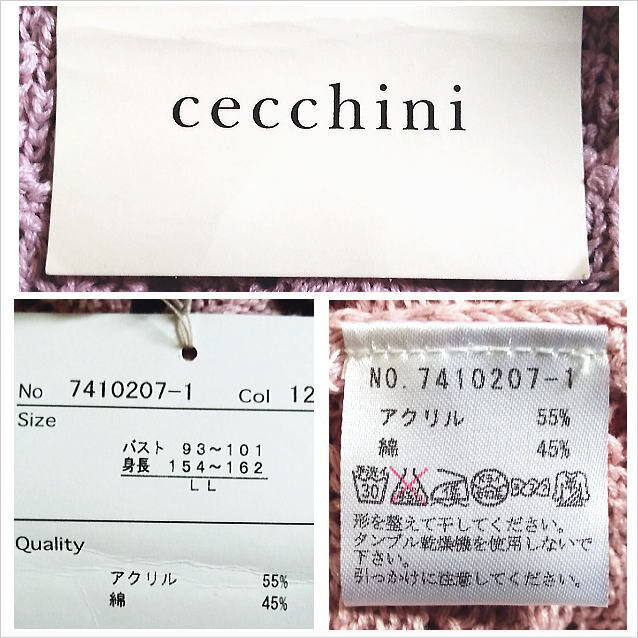 cecchini
No 7410207-1 Col 12
Size
バスト 93~101
身長 154~162
LL
Quality
アクリル 55%
綿 45%
NO.7410207-1
アクリル 55%
綿 45%
30
形を整えて干してください。
タンブル乾燥機を使用しないで
下さい。
引っかけに注意してください。